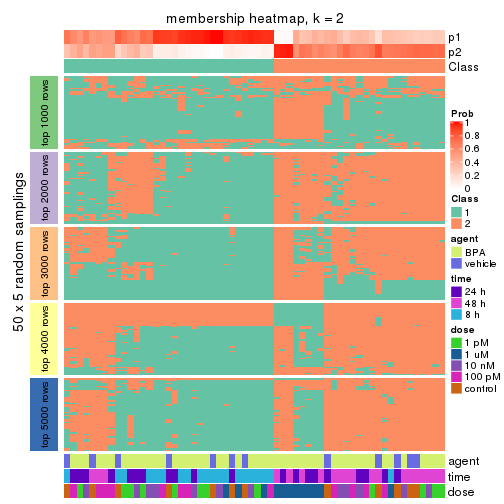 membership heatmap, k = 2
p1
p2
Class
50 x 5 random samplings
top 1000 rows
top 2000 rows
top 3000 rows
top 4000 rows
top 5000 rows
agent
time
dose
Prob
1
0.8
0.6
0.4
0.2
0
Class
1
2
agent
BPA
vehicle
time
24 h
48 h
8 h
dose
1 pM
1 uM
10 nM
100 pM
control